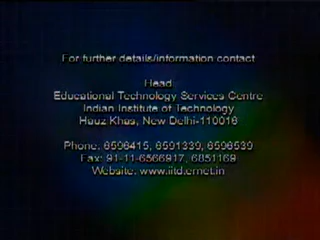 For further details/information contact
Head
Educational Technology Services Centre
Indian Institute of Technology
Hauz Khas, New Delhi-110016
Phone: 6596415, 6591339, 6596539
Fax: 91-11-6566917, 6851169
Website: www.iitd.ernet.in